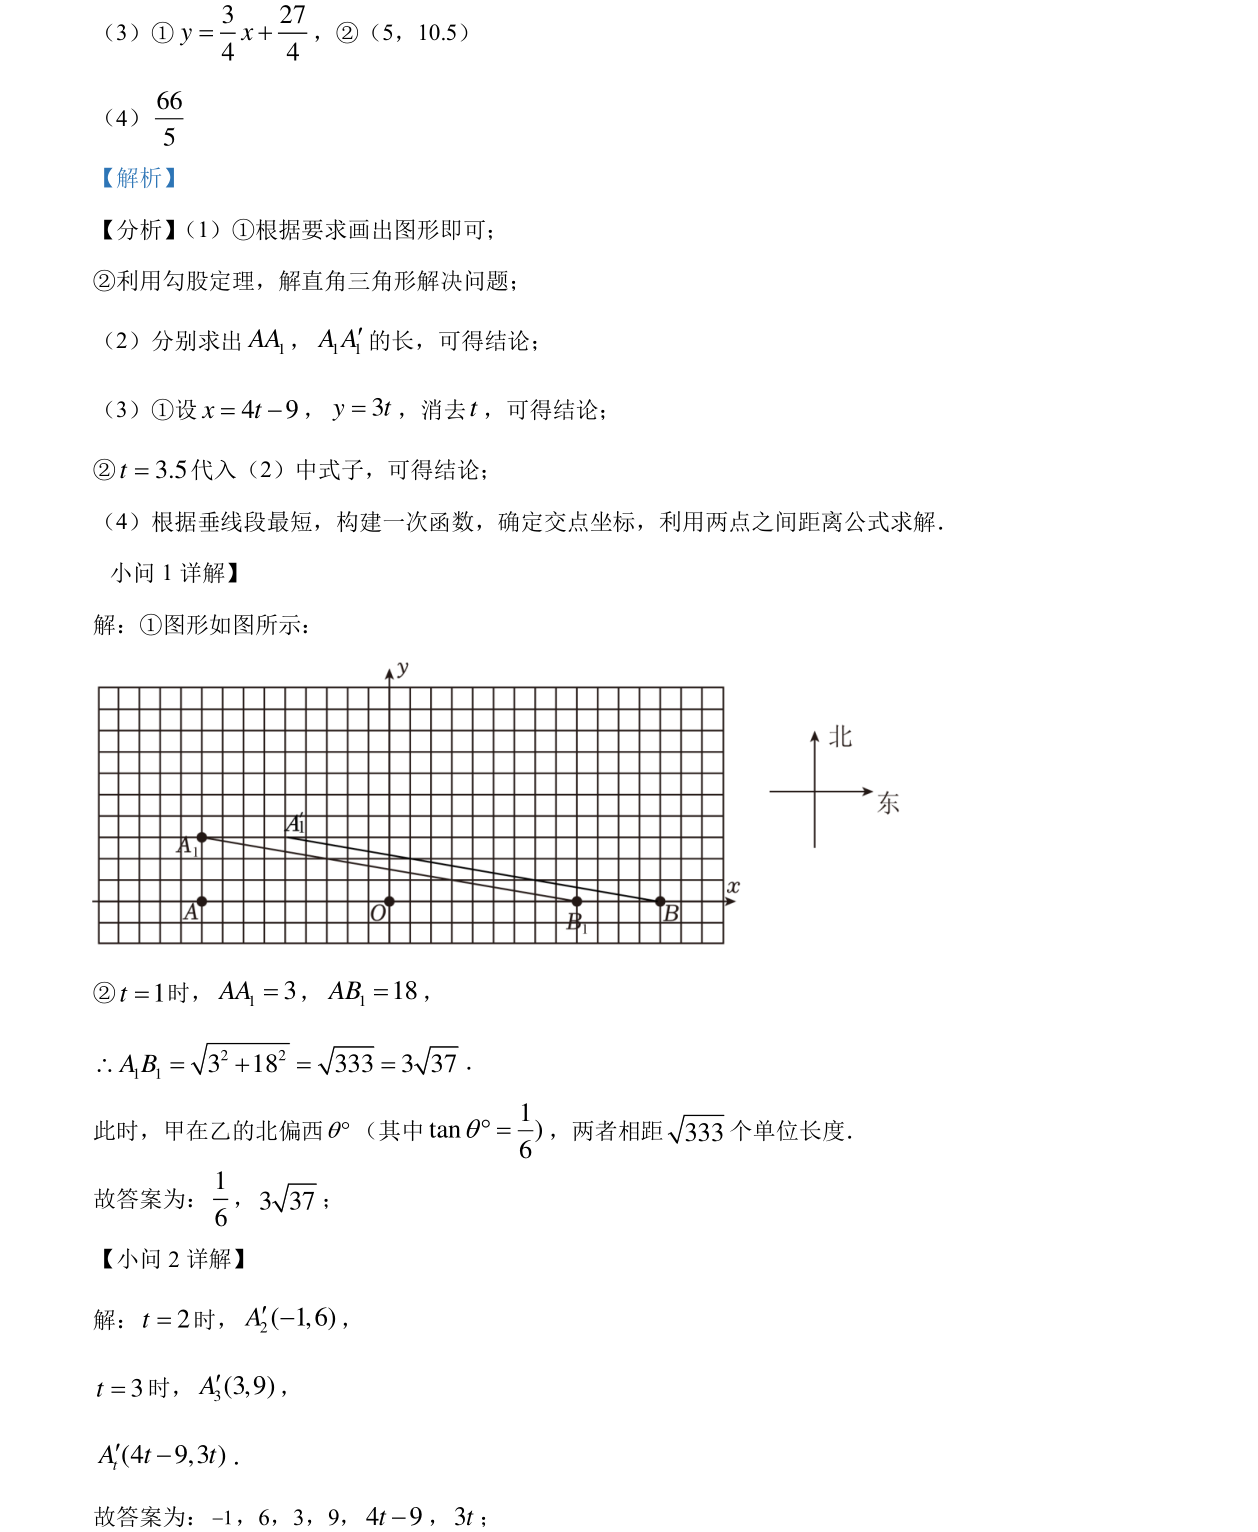 （3）① y = 3/4 x + 27/4 ，②（5，10.5）
（4） 66/5
【解析】
【分析】（1）①根据要求画出图形即可；
②利用勾股定理，解直角三角形解决问题；
（2）分别求出 AA₁ ， A₁A₁′ 的长，可得结论；
（3）①设 x = 4t − 9 ， y = 3t ，消去 t ，可得结论；
② t = 3.5 代入（2）中式子，可得结论；
（4）根据垂线段最短，构建一次函数，确定交点坐标，利用两点之间距离公式求解．
小问 1 详解】
解：①图形如图所示：
y
北
东
A₁′
A₁
x
A
O
B₁
B
② t = 1 时， AA₁ = 3 ， AB₁ = 18 ，
∴ A₁B₁ = √(3² + 18²) = √333 = 3√37 ．
此时，甲在乙的北偏西 θ° （其中 tan θ° = 1/6 ) ，两者相距 √333 个单位长度．
故答案为： 1/6 ， 3√37 ；
【小问 2 详解】
解： t = 2 时， A₂′(−1,6) ，
t = 3 时， A₃′(3,9) ，
Aₜ′(4t − 9,3t) ．
故答案为： −1 ，6，3，9， 4t − 9 ， 3t ；